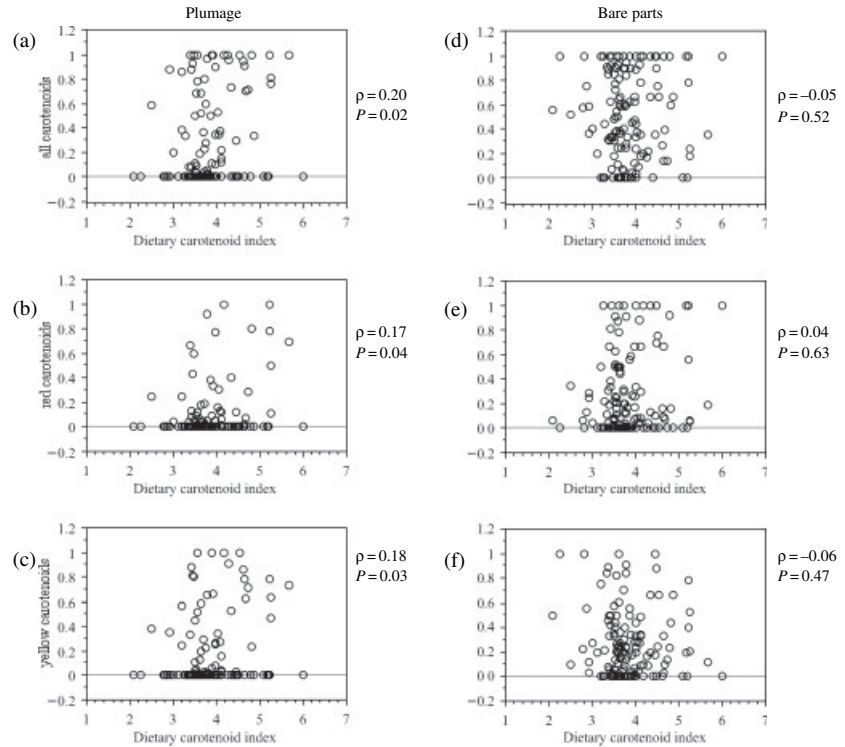 Plumage
Bare parts
(a)
1.2
1
0.8
0.6
0.4
0.2
0
−0.2
all carotenoids
1 2 3 4 5 6 7
Dietary carotenoid index
ρ = 0.20
P = 0.02
(d)
1.2
1
0.8
0.6
0.4
0.2
0 0
−0.2
1 2 3 4 5 6 7
Dietary carotenoid index
ρ = –0.05
P = 0.52
(b)
1.2
1
0.8
0.6
0.4
0.2
0
−0.2
red carotenoids
1 2 3 4 5 6 7
Dietary carotenoid index
ρ = 0.17
P = 0.04
(e)
1.2
1
0.8
0.6
0.4
0.2
0 0
−0.2
1 2 3 4 5 6 7
Dietary carotenoid index
ρ = 0.04
P = 0.63
(c)
1.2
1
0.8
0.6
0.4
0.2
0
−0.2
yellow carotenoids
1 2 3 4 5 6 7
Dietary carotenoid index
ρ = 0.18
P = 0.03
(f)
1.2
1
0.8
0.6
0.4
0.2
0 0
−0.2
1 2 3 4 5 6 7
Dietary carotenoid index
ρ = –0.06
P = 0.47